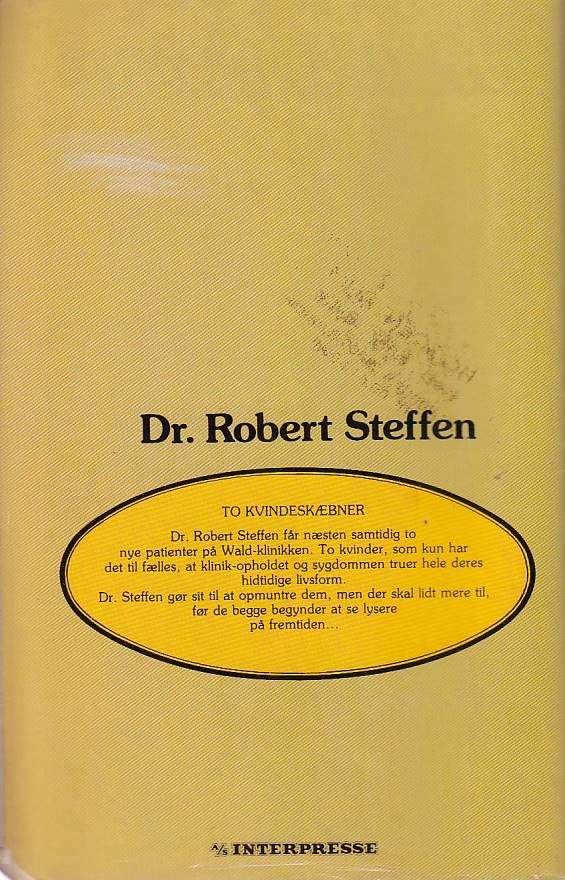 Dr. Robert Steffen
TO KVINDESKÆBNER
Dr. Robert Steffen får næsten samtidig to
nye patienter på Wald-klinikken. To kvinder, som kun har
det til fælles, at klinik-opholdet og sygdommen truer hele deres
hidtidige livsform.
Dr. Steffen gør sit til at opmuntre dem, men der skal lidt mere til,
før de begge begynder at se lysere
på fremtiden...
A/S INTERPRESSE